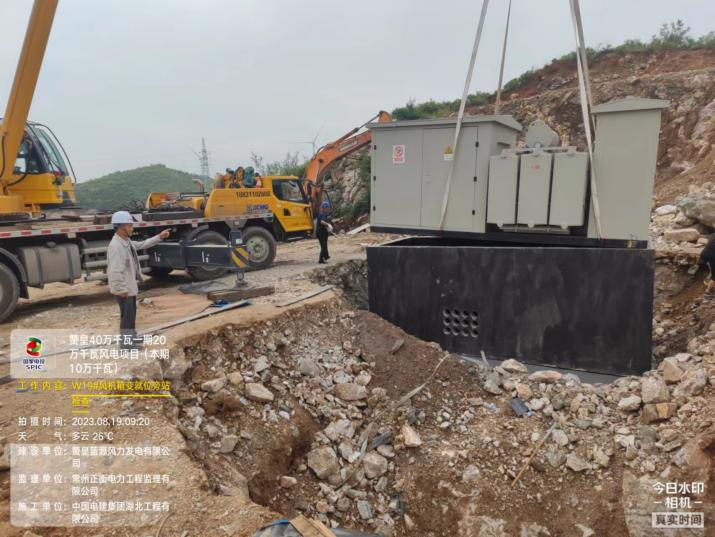 10821102800
XCMG
国家电投
SPIC
赞皇40万千瓦一期20
万千瓦风电项目（本期
10万千瓦）
工作内容：W19#风机箱变就位旁站
检查
拍摄时间：2023.08.19 09:20
天气：多云 26℃
建设单位：赞皇蓝源风力发电有限公
司
监理单位：常州正衡电力工程监理有
限公司
施工单位：中国电建集团湖北工程公
司
今日水印
相机
真实时间